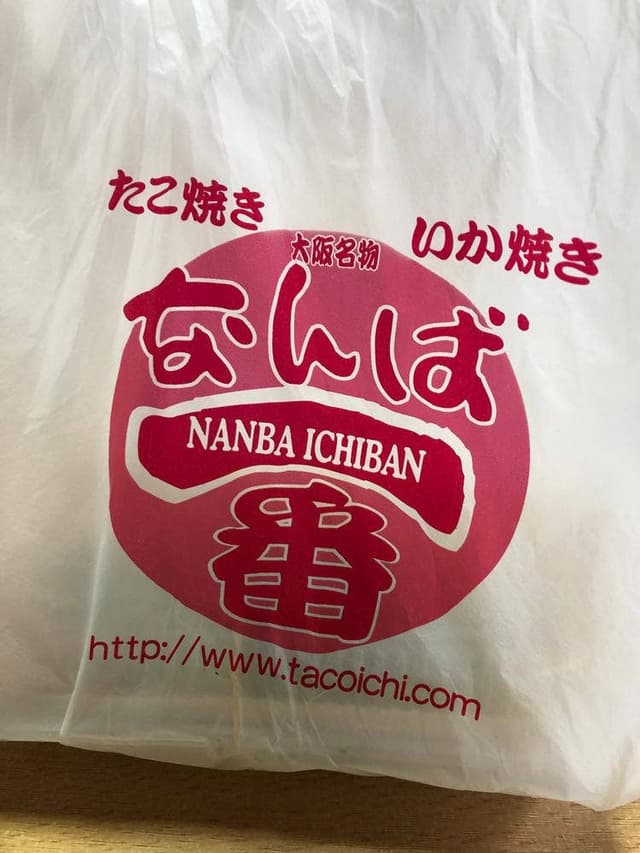 たこ焼き
いか焼き
大阪名物
なんば
一
NANBA ICHIBAN
番
http://www.tacoichi.com